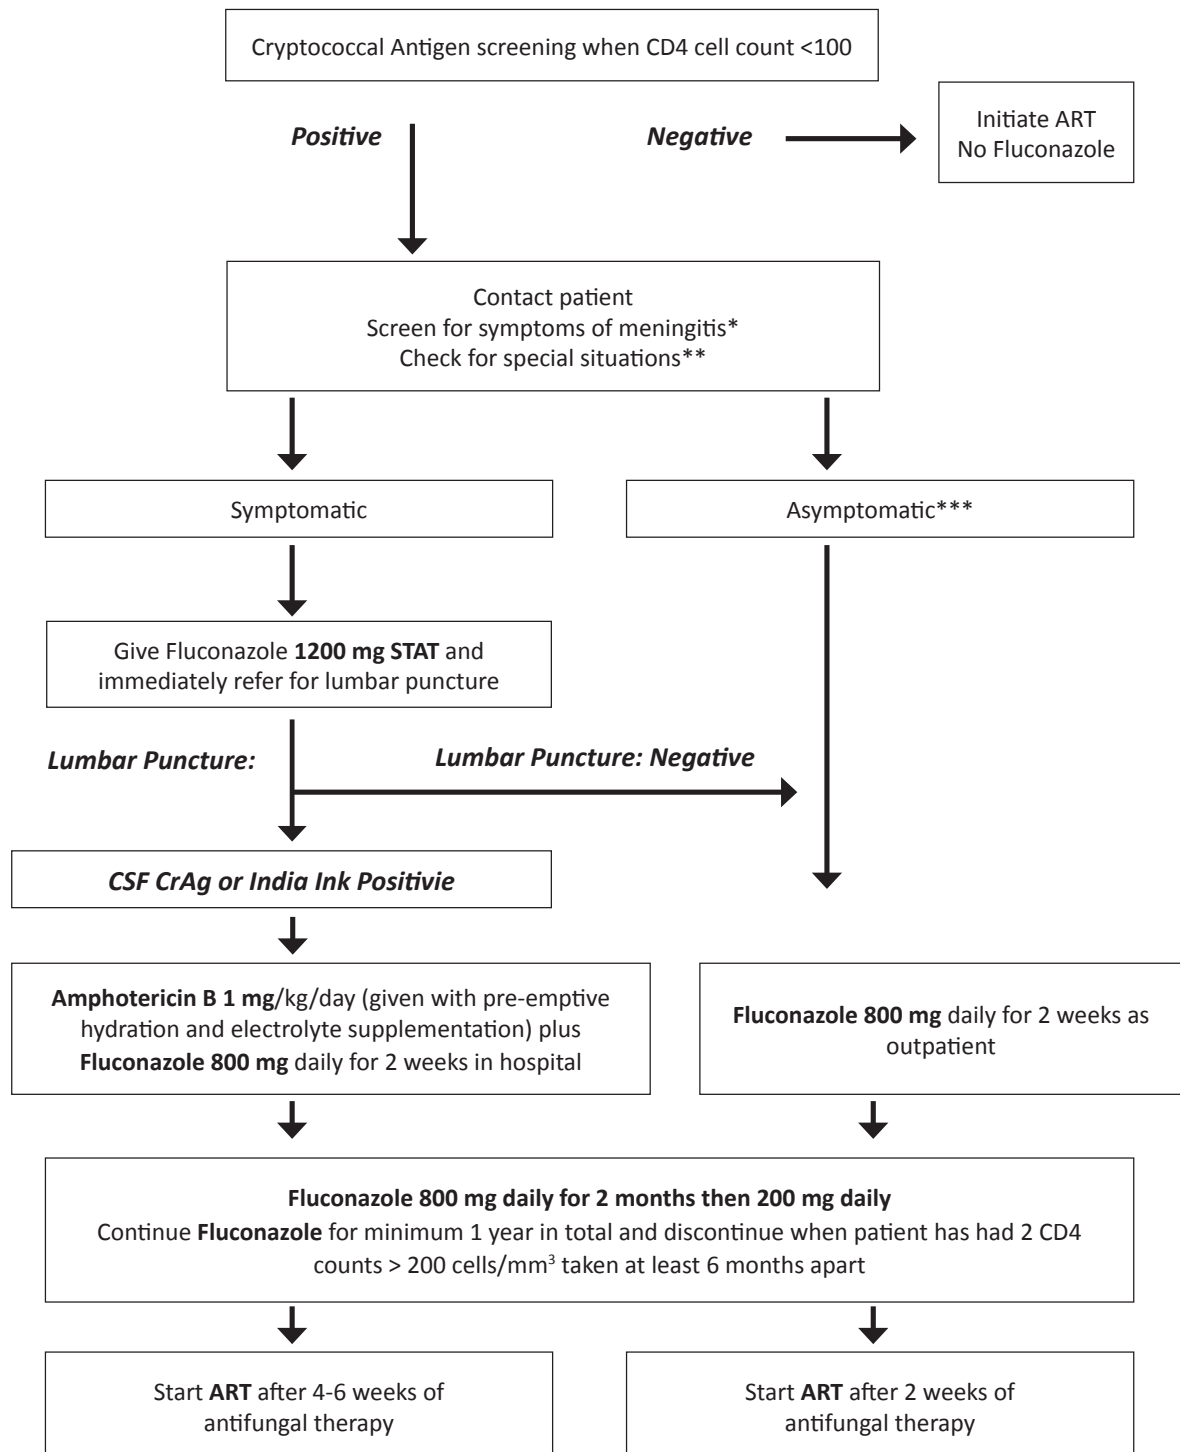 Cryptococcal Antigen screening when CD4 cell count <100
Positive
Negative
Initiate ART
No Fluconazole
Contact patient
Screen for symptoms of meningitis*
Check for special situations**
Symptomatic
Asymptomatic***
Give Fluconazole 1200 mg STAT and
immediately refer for lumbar puncture
Lumbar Puncture:
Lumbar Puncture: Negative
CSF CrAg or India Ink Positivie
Amphotericin B 1 mg/kg/day (given with pre-emptive
hydration and electrolyte supplementation) plus
Fluconazole 800 mg daily for 2 weeks in hospital
Fluconazole 800 mg daily for 2 weeks as
outpatient
Fluconazole 800 mg daily for 2 months then 200 mg daily
Continue Fluconazole for minimum 1 year in total and discontinue when patient has had 2 CD4
counts > 200 cells/mm³ taken at least 6 months apart
Start ART after 4-6 weeks of
antifungal therapy
Start ART after 2 weeks of
antifungal therapy